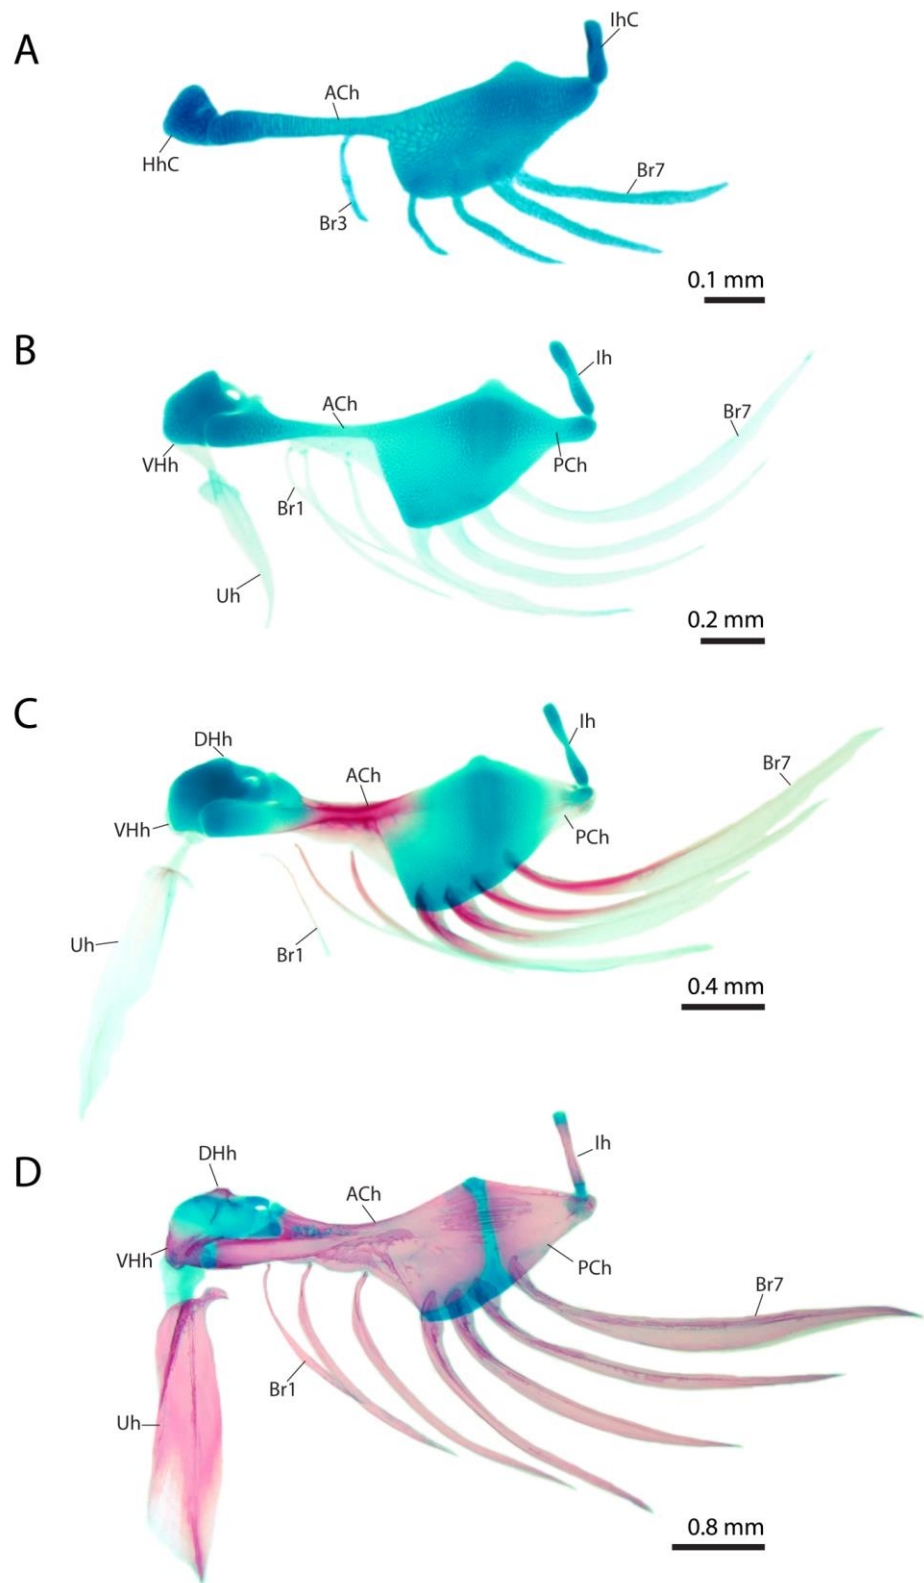 A
IhC
ACh
HhC
Br7
Br3
0.1 mm
B
Ih
ACh
Br7
VHh
PCh
Br1
Uh
0.2 mm
C
Ih
DHh
ACh
Br7
VHh
PCh
Uh
Br1
0.4 mm
D
Ih
DHh
ACh
VHh
PCh
Br7
Br1
Uh
0.8 mm